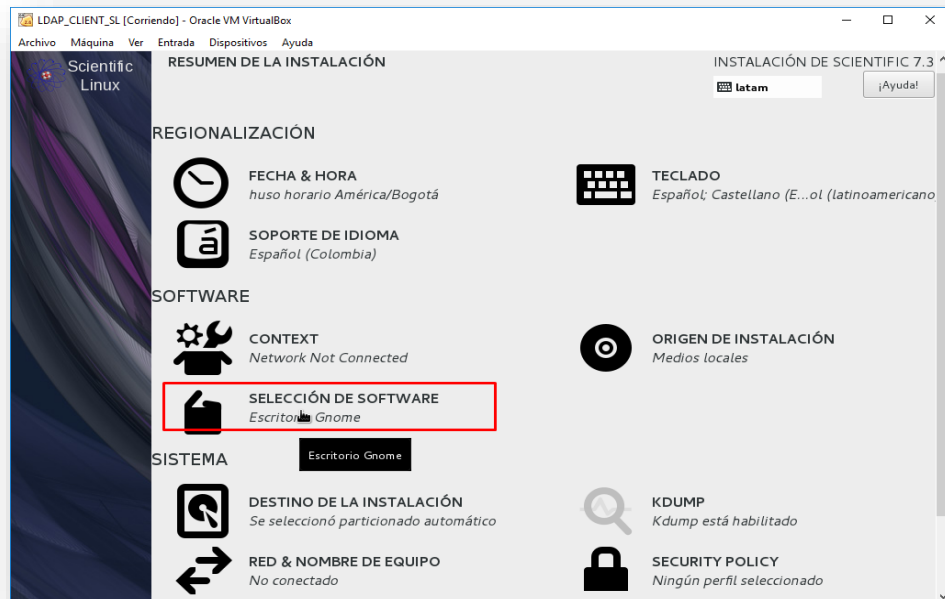 LDAP_CLIENT_SL [Corriendo] - Oracle VM VirtualBox
Archivo Máquina Ver Entrada Dispositivos Ayuda
Scientific
Linux
RESUMEN DE LA INSTALACIÓN
INSTALACIÓN DE SCIENTIFIC 7.3
latam
¡Ayuda!
REGIONALIZACIÓN
FECHA & HORA
huso horario América/Bogotá
TECLADO
Español; Castellano (E...ol (latinoamericano
SOPORTE DE IDIOMA
Español (Colombia)
SOFTWARE
CONTEXT
Network Not Connected
ORIGEN DE INSTALACIÓN
Medios locales
SELECCIÓN DE SOFTWARE
Escritorio Gnome
Escritorio Gnome
SISTEMA
DESTINO DE LA INSTALACIÓN
Se seleccionó particionado automático
KDUMP
Kdump está habilitado
RED & NOMBRE DE EQUIPO
No conectado
SECURITY POLICY
Ningún perfil seleccionado